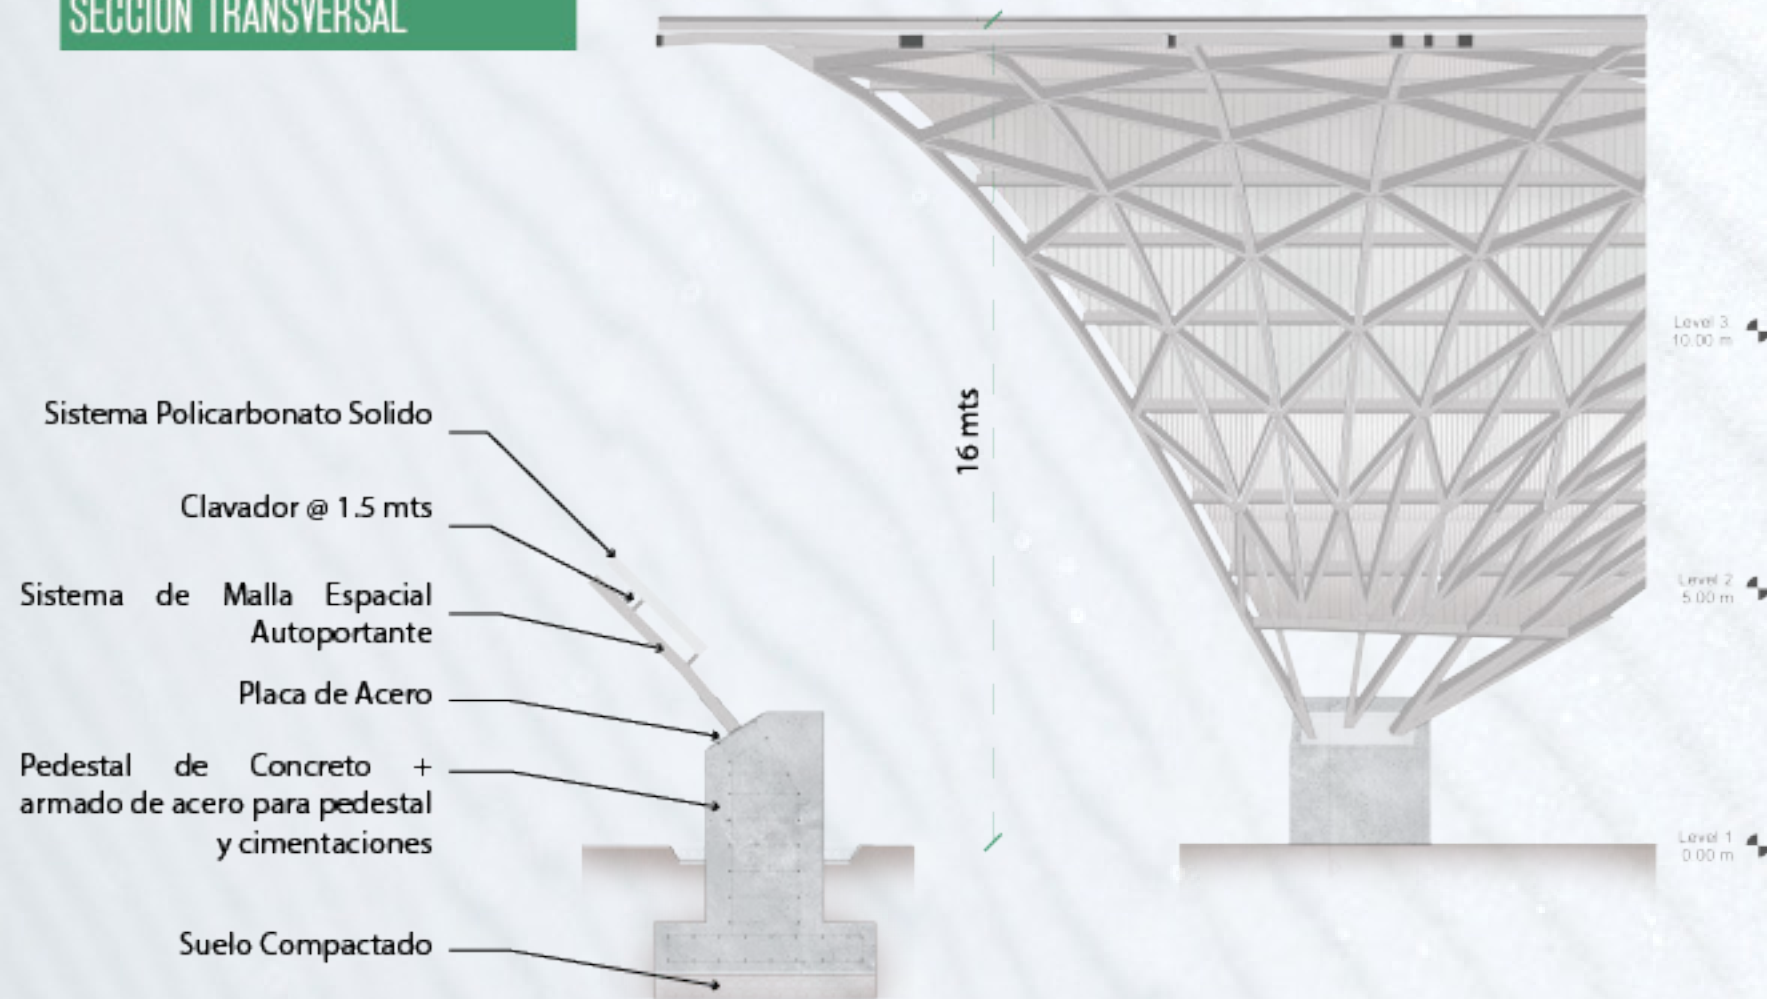 SECCIÓN TRANSVERSAL
Sistema Policarbonato Solido
Clavador @ 1.5 mts
Sistema de Malla Espacial
Autoportante
Placa de Acero
Pedestal de Concreto +
armado de acero para pedestal
y cimentaciones
Suelo Compactado
16 mts
Level 3
10.00 m
Level 2
5.00 m
Level 1
0.00 m